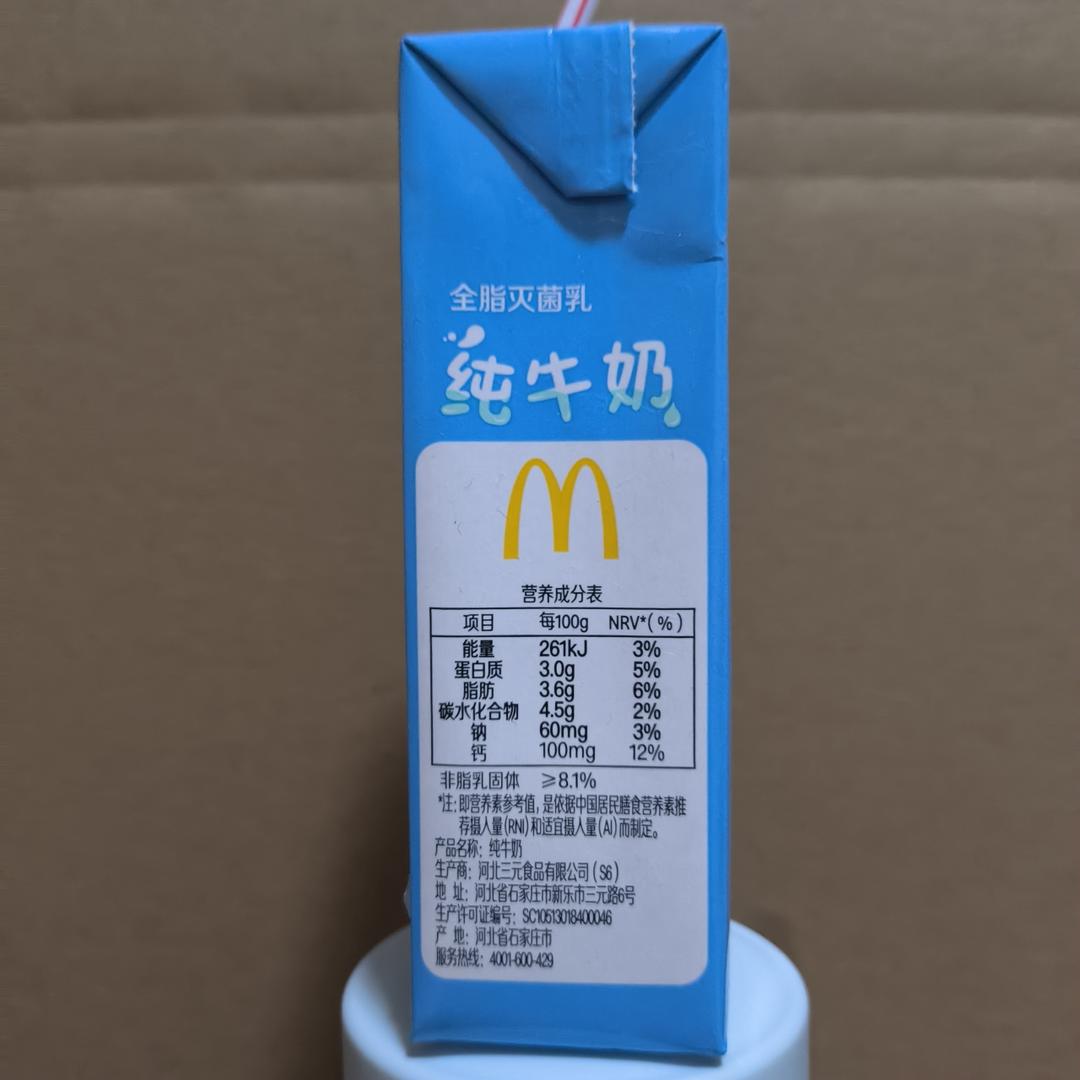 全脂灭菌乳
纯牛奶
营养成分表
项目 每100g NRV*(%)
能量 261kJ 3%
蛋白质 3.0g 5%
脂肪 3.6g 6%
碳水化合物 4.5g 2%
钠 60mg 3%
钙 100mg 12%
非脂乳固体 ≥8.1%
*注:即营养素参考值,是依据中国居民膳食营养素推
荐摄入量(RNI)和适宜摄入量(AI)而制定。
产品名称:纯牛奶
生产商:河北三元食品有限公司(S6)
地 址:河北省石家庄市新乐市三元路6号
生产许可证编号:SC10513018400046
产 地:河北省石家庄市
服务热线:4001-600-429